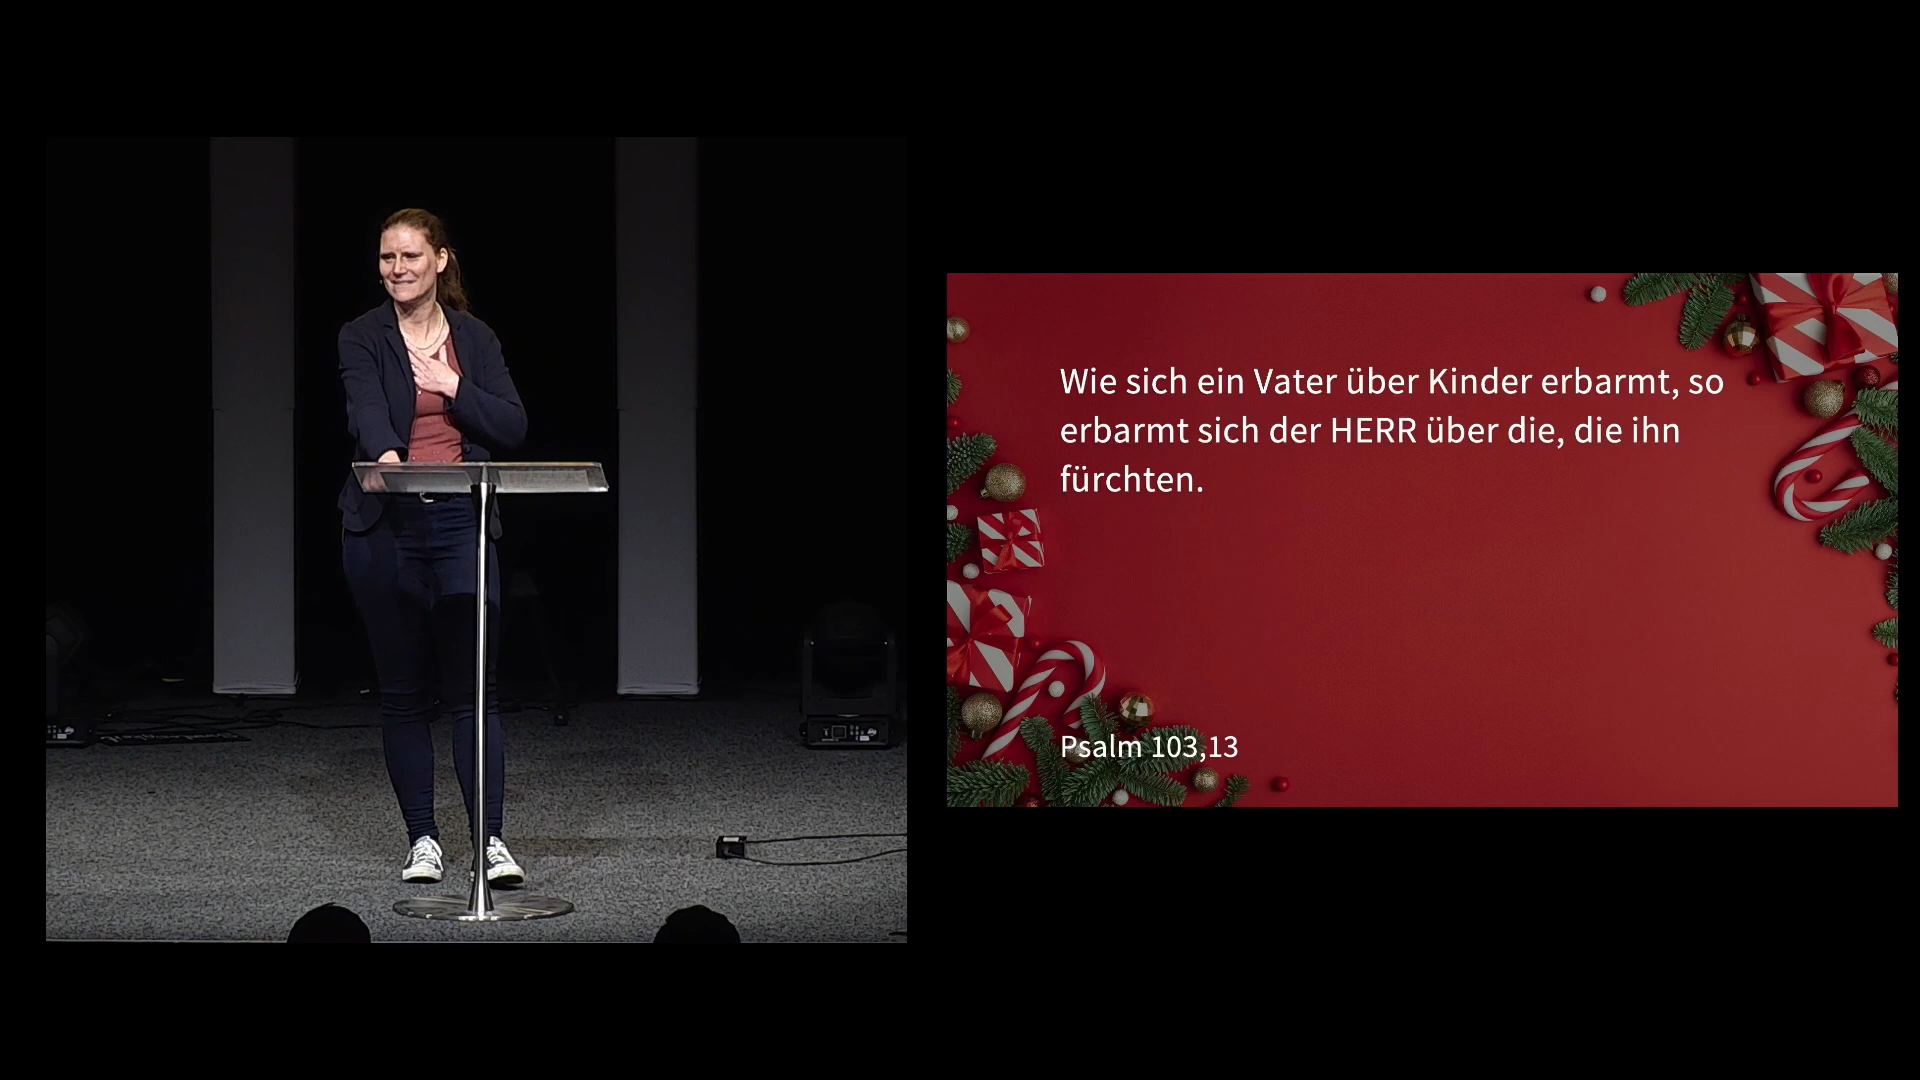 Wie sich ein Vater über Kinder erbarmt, so
erbarmt sich der HERR über die, die ihn
fürchten.
Psalm 103,13